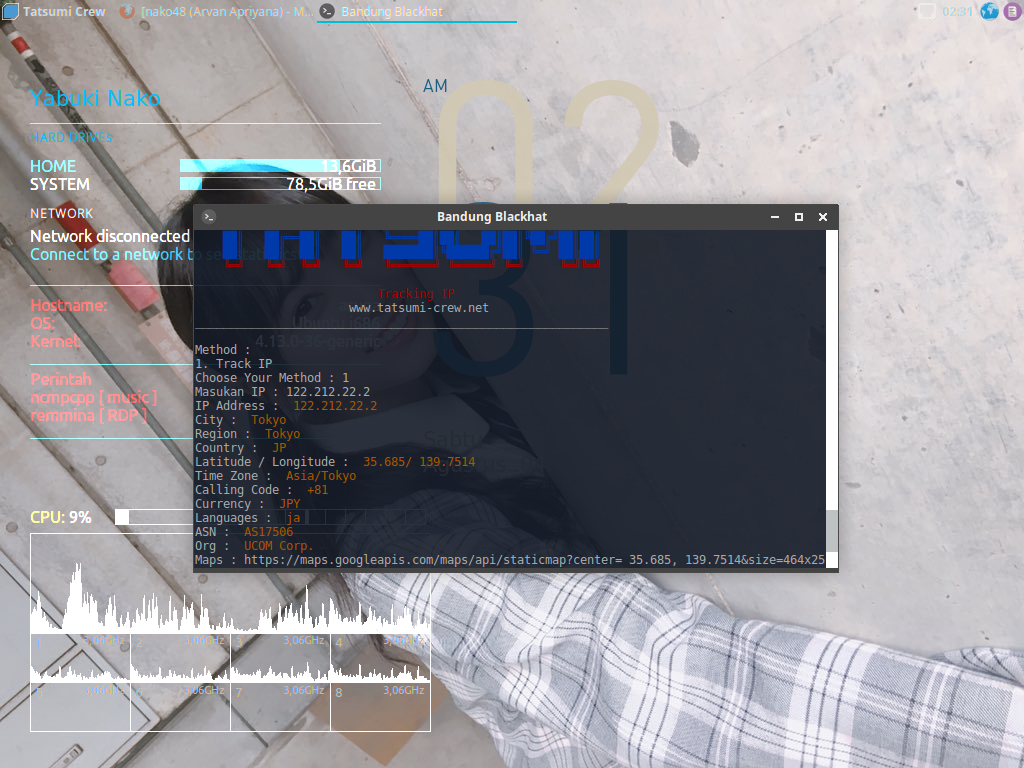 Tatsumi Crew
[nako48 (Arvan Apriyana) - M...
Bandung Blackhat
02:31
AM
02
31
Yabuki Nako
HARD DRIVES
HOME 13,6GiB
SYSTEM 78,5GiB free
NETWORK
Network disconnected
Connect to a network to see
Hostname:
OS: Ubuntu i686
Kernel: 4.13.0-36-generic
Perintah
ncmpcpp [ music ]
remmina [ RDP ]
Sabtu
CPU: 9%
1 3,06GHz 2 3,06GHz 3 3,06GHz 4 3,06GHz
5 3,06GHz 6 3,06GHz 7 3,06GHz 8 3,06GHz
Bandung Blackhat
TATSUMI
Tracking IP
www.tatsumi-crew.net
Method :
1. Track IP
Choose Your Method : 1
Masukan IP : 122.212.22.2
IP Address : 122.212.22.2
City : Tokyo
Region : Tokyo
Country : JP
Latitude / Longitude : 35.685/ 139.7514
Time Zone : Asia/Tokyo
Calling Code : +81
Currency : JPY
Languages : ja
ASN : AS17506
Org : UCOM Corp.
Maps : https://maps.googleapis.com/maps/api/staticmap?center= 35.685, 139.7514&size=464x25